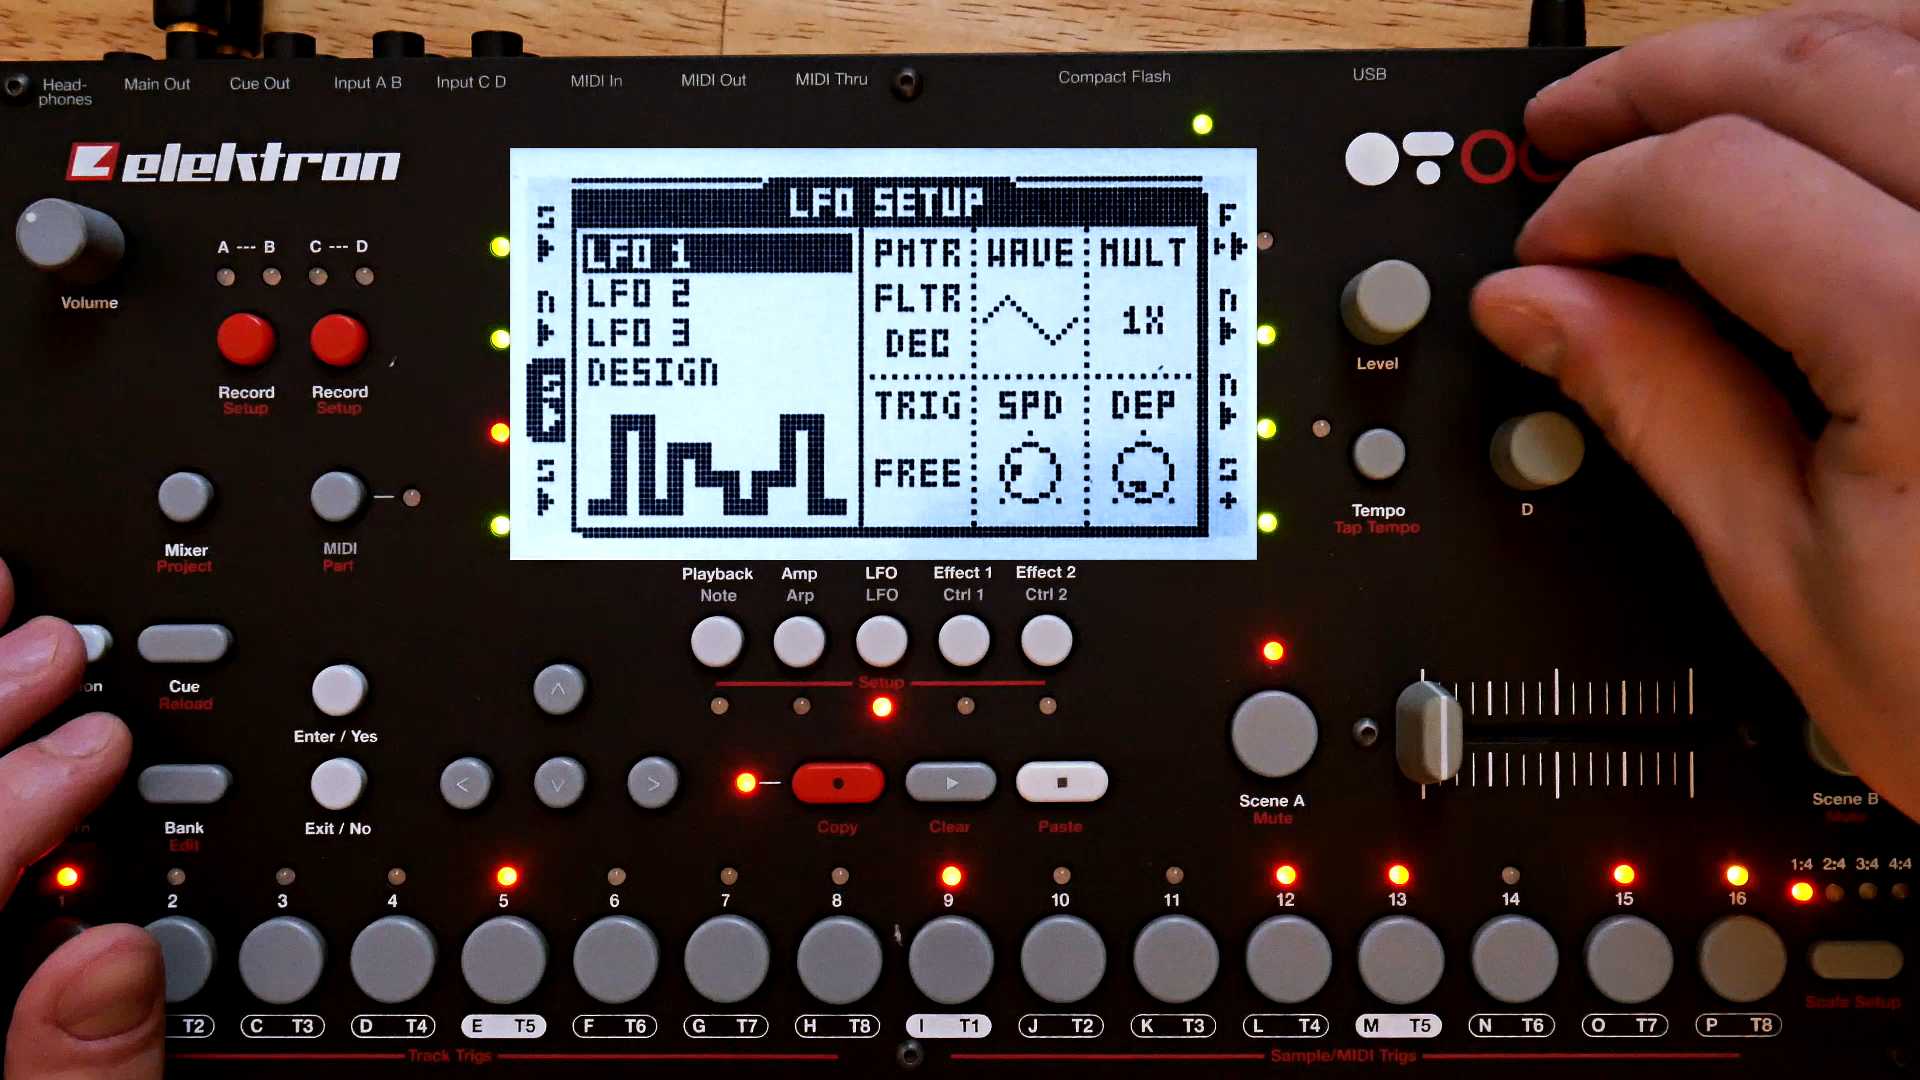 Head-
phones
Main Out
Cue Out
Input A B
Input C D
MIDI In
MIDI Out
MIDI Thru
Compact Flash
USB
elektron
Volume
A --- B
C --- D
Record
Setup
Record
Setup
Mixer
Project
MIDI
Part
LFO SETUP
LFO 1
LFO 2
LFO 3
DESIGN
PMTR
WAVE
MULT
FLTR
DEC
1X
TRIG
SPD
DEP
FREE
S
n
S
S
F
n
n
S
Level
Tempo
Tap Tempo
D
Playback
Note
Amp
Arp
LFO
LFO
Effect 1
Ctrl 1
Effect 2
Ctrl 2
Setup
Cue
Reload
Bank
Edit
Enter / Yes
Exit / No
Copy
Clear
Paste
Scene A
Mute
Scene B
Mute
1:4 2:4 3:4 4:4
1
2
3
4
5
6
7
8
9
10
11
12
13
14
15
16
T2
C T3
D T4
E T5
F T6
G T7
H T8
I T1
J T2
K T3
L T4
M T5
N T6
O T7
P T8
Scale Setup
Track Trigs
Sample/MIDI Trigs